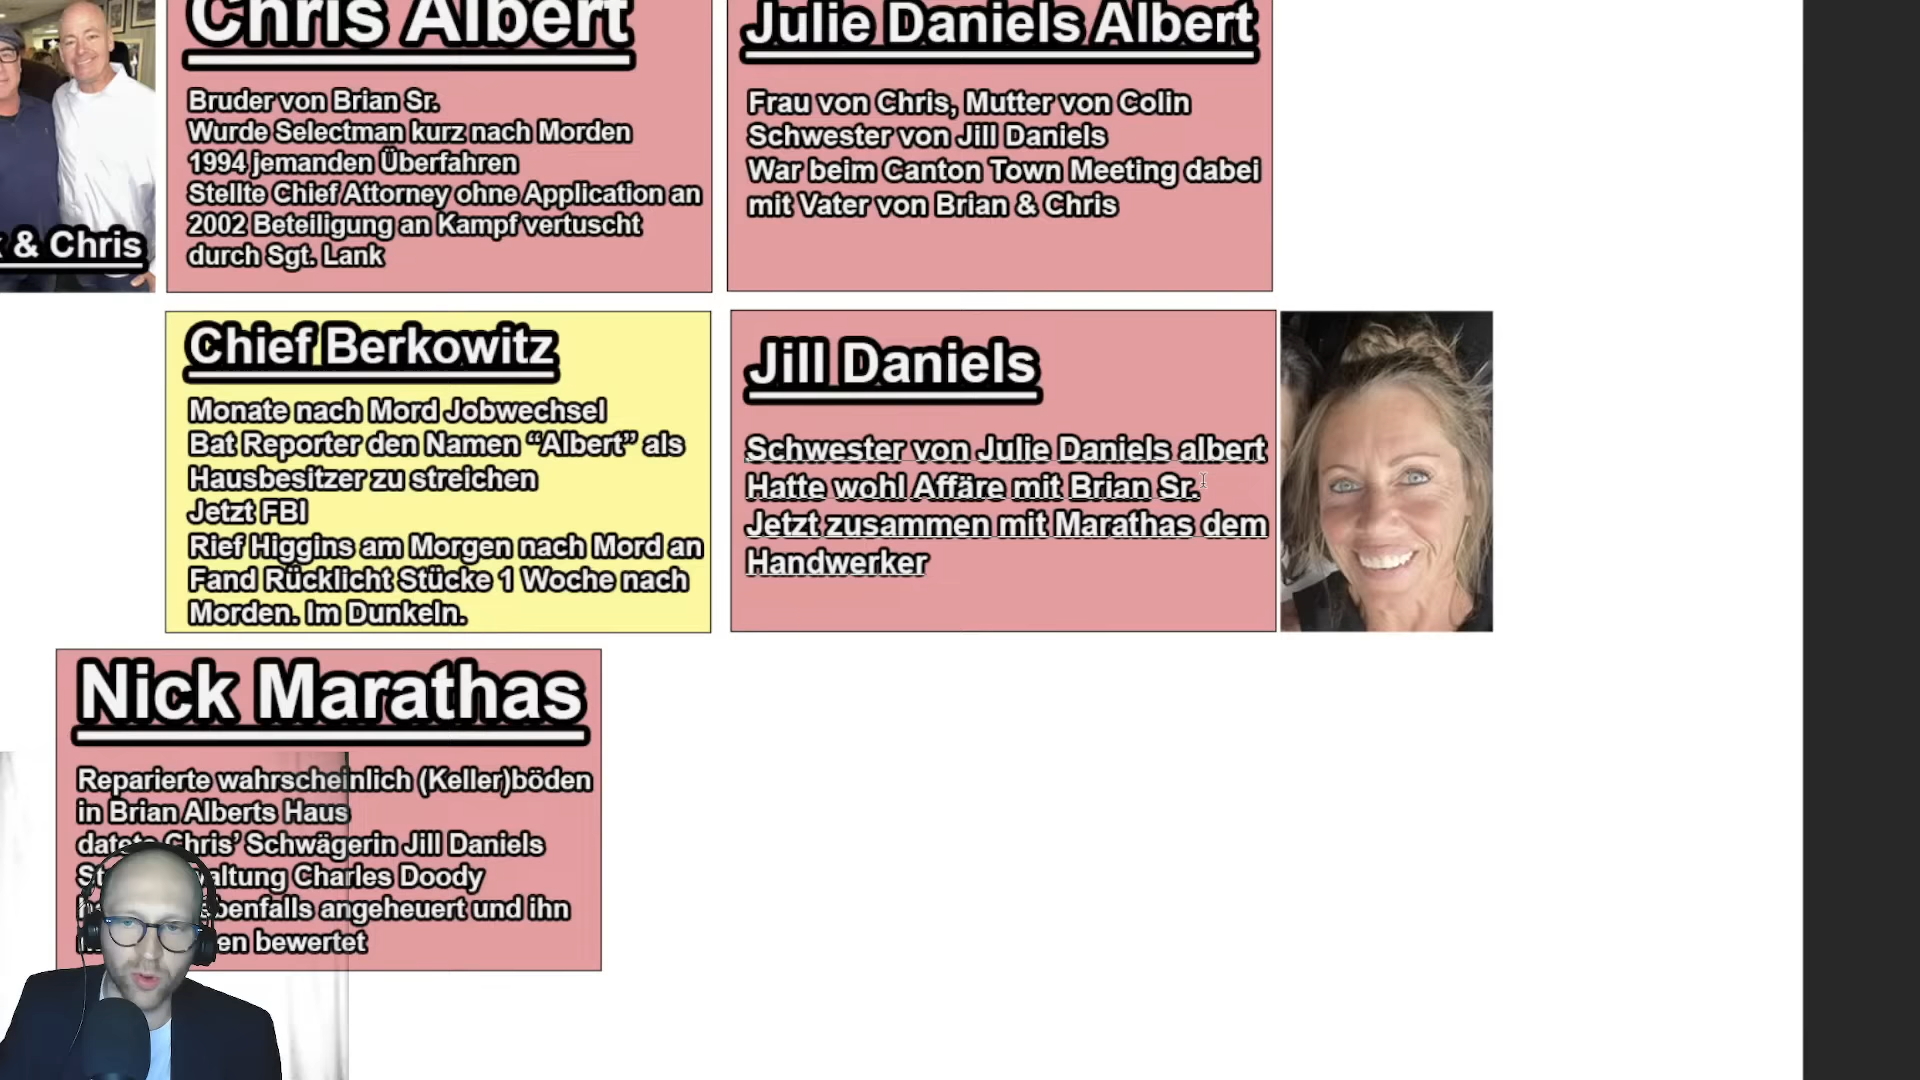 Chris Albert
Bruder von Brian Sr.
Wurde Selectman kurz nach Morden
1994 jemanden Überfahren
Stellte Chief Attorney ohne Application an
2002 Beteiligung an Kampf vertuscht
durch Sgt. Lank
Julie Daniels Albert
Frau von Chris, Mutter von Colin
Schwester von Jill Daniels
War beim Canton Town Meeting dabei
mit Vater von Brian & Chris
& Chris
Chief Berkowitz
Monate nach Mord Jobwechsel
Bat Reporter den Namen “Albert” als
Hausbesitzer zu streichen
Jetzt FBI
Rief Higgins am Morgen nach Mord an
Fand Rücklicht Stücke 1 Woche nach
Morden. Im Dunkeln.
Jill Daniels
Schwester von Julie Daniels albert
Hatte wohl Affäre mit Brian Sr.
Jetzt zusammen mit Marathas dem
Handwerker
Nick Marathas
Reparierte wahrscheinlich (Keller)böden
in Brian Alberts Haus
datete Chris’ Schwägerin Jill Daniels
Charles Doody
ebenfalls angeheuert und ihn
bewertet